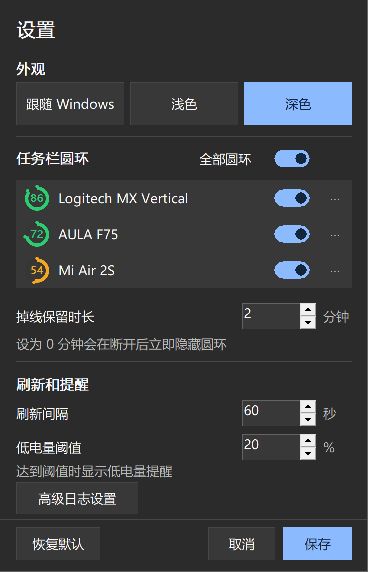 设置
外观
跟随 Windows 浅色 深色
任务栏圆环 全部圆环
86 Logitech MX Vertical ...
72 AULA F75 ...
54 Mi Air 2S ...
掉线保留时长 2 分钟
设为 0 分钟会在断开后立即隐藏圆环
刷新和提醒
刷新间隔 60 秒
低电量阈值 20 %
达到阈值时显示低电量提醒
高级日志设置
恢复默认 取消 保存